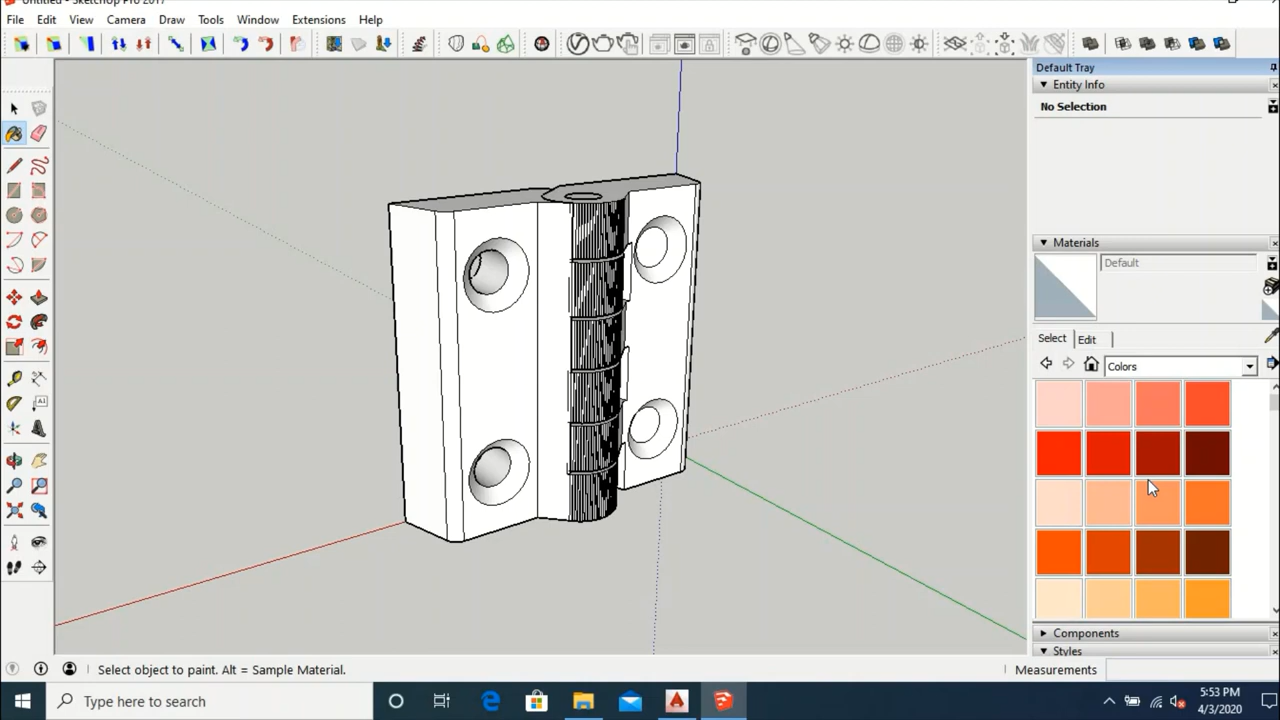 Untitled - SketchUp Pro 2017
File Edit View Camera Draw Tools Window Extensions Help
Default Tray
Entity Info
No Selection
Materials
Default
Select Edit
Colors
Components
Styles
Select object to paint. Alt = Sample Material.
Measurements
Type here to search
5:53 PM
4/3/2020